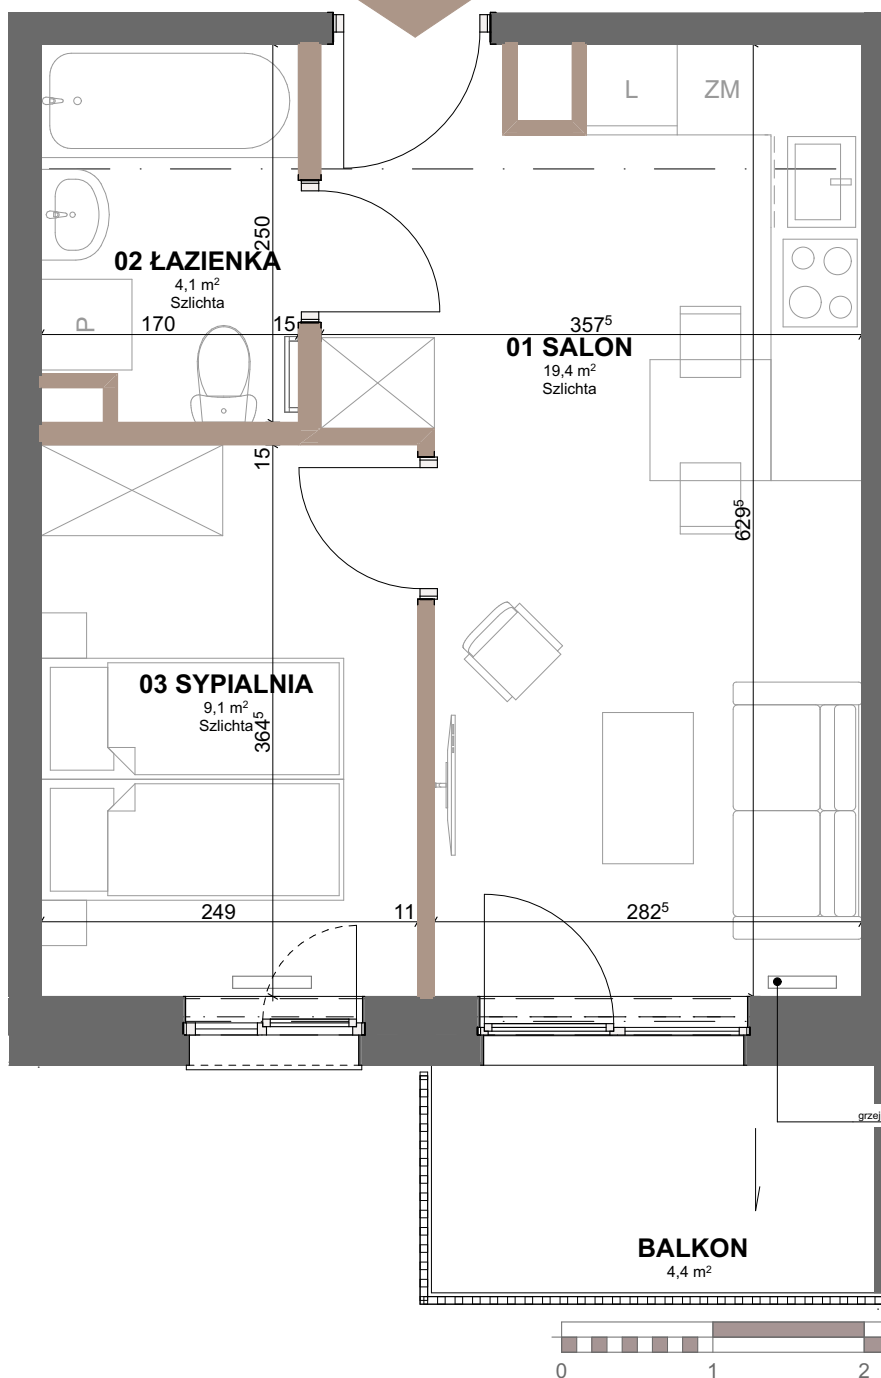 L
ZM
250
02 ŁAZIENKA
4,1 m²
Szlichta
P
170
15
357⁵
01 SALON
19,4 m²
Szlichta
15
629⁵
03 SYPIALNIA
9,1 m²
Szlichta
364⁵
249
11
282⁵
grzej
BALKON
4,4 m²
0
1
2